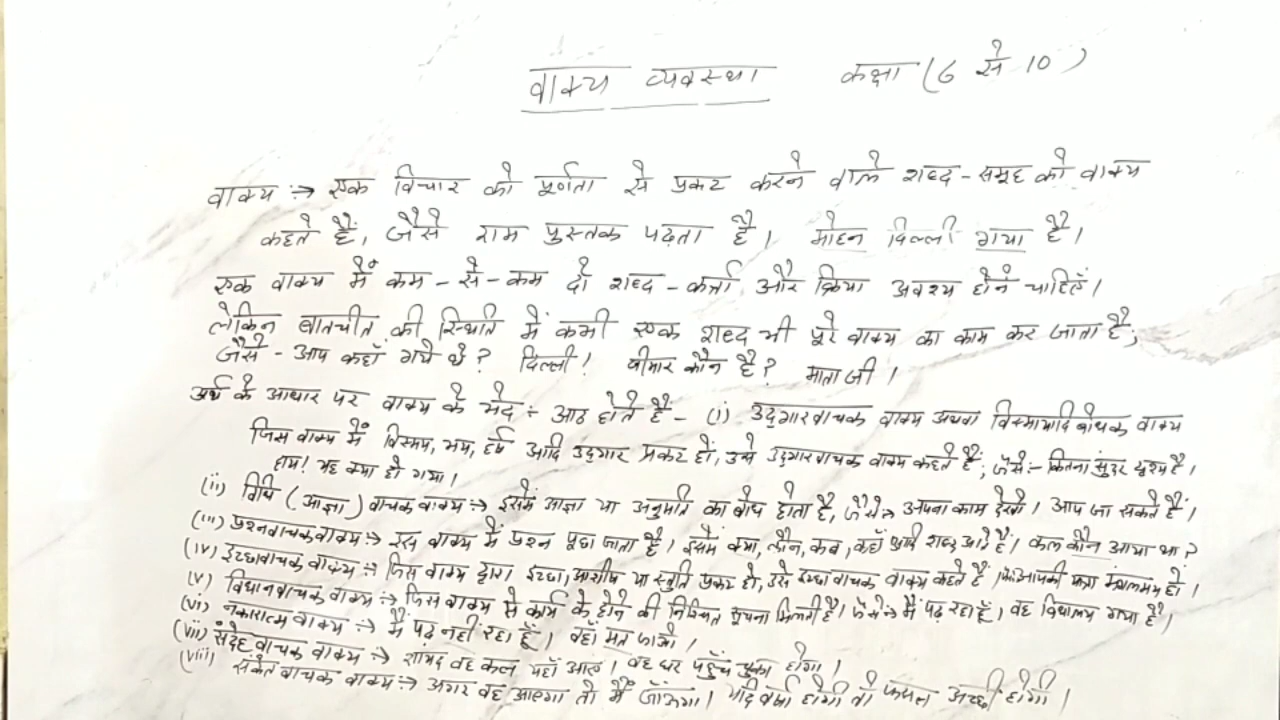 वाक्य व्यवस्था कक्षा (6 से 10)
वाक्य :→ एक विचार को पूर्णता से प्रकट करने वाले शब्द-समूह को वाक्य
कहते हैं, जैसे राम पुस्तक पढ़ता है। मोहन दिल्ली गया है।
एक वाक्य में कम-से-कम दो शब्द - कर्त्ता और क्रिया अवश्य होने चाहिएं।
लेकिन बातचीत की स्थिति में कभी एक शब्द भी पूरे वाक्य का काम कर जाता है;
जैसे - आप कहाँ गये थे? दिल्ली! बीमार कौन है? माता जी।
अर्थ के आधार पर वाक्य के भेद :- आठ होते हैं - (i) उद्गारवाचक वाक्य अथवा विस्मयादिबोधक वाक्य
जिस वाक्य में विस्मय, भय, हर्ष आदि उद्गार प्रकट हों, उसे उद्गारवाचक वाक्य कहते हैं; जैसे :- कितना सुंदर दृश्य है।
हाय! यह क्या हो गया।
(ii) विधि (आज्ञा) वाचक वाक्य :→ इसमें आज्ञा या अनुमति का बोध होता है, जैसे→ अपना काम देखो। आप जा सकते हैं।
(iii) प्रश्नवाचक वाक्य :→ इस वाक्य में प्रश्न पूछा जाता है। इसमें क्या, कौन, कब, कहाँ आदि शब्द आते हैं। कल कौन आया था?
(iv) इच्छावाचक वाक्य :→ जिस वाक्य द्वारा इच्छा, आशीष या स्तुति प्रकट हो, उसे इच्छा वाचक वाक्य कहते हैं। आपकी यात्रा मंगलमय हो।
(v) विधानवाचक वाक्य :→ जिस वाक्य से कार्य के होने की निश्चित सूचना मिलती है। जैसे→ मैं पढ़ रहा हूँ। वह विद्यालय गया है।
(vi) नकारात्म वाक्य :→ मैं पढ़ नहीं रहा हूँ। वहाँ मत जाओ।
(vii) संदेह वाचक वाक्य :→ शायद वह कल यहाँ आए। वह घर पहुँच चुका होगा।
(viii) संकेत वाचक वाक्य :→ अगर वह आएगा तो मैं जाऊंगा। यदि वर्षा होगी तो फसल अच्छी होगी।